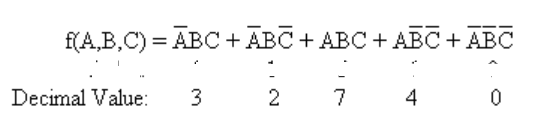 f(A,B,C) = A̅BC + A̅BC̅ + ABC + AB̅C̅ + A̅B̅C̅
Decimal Value: 3 2 7 4 0